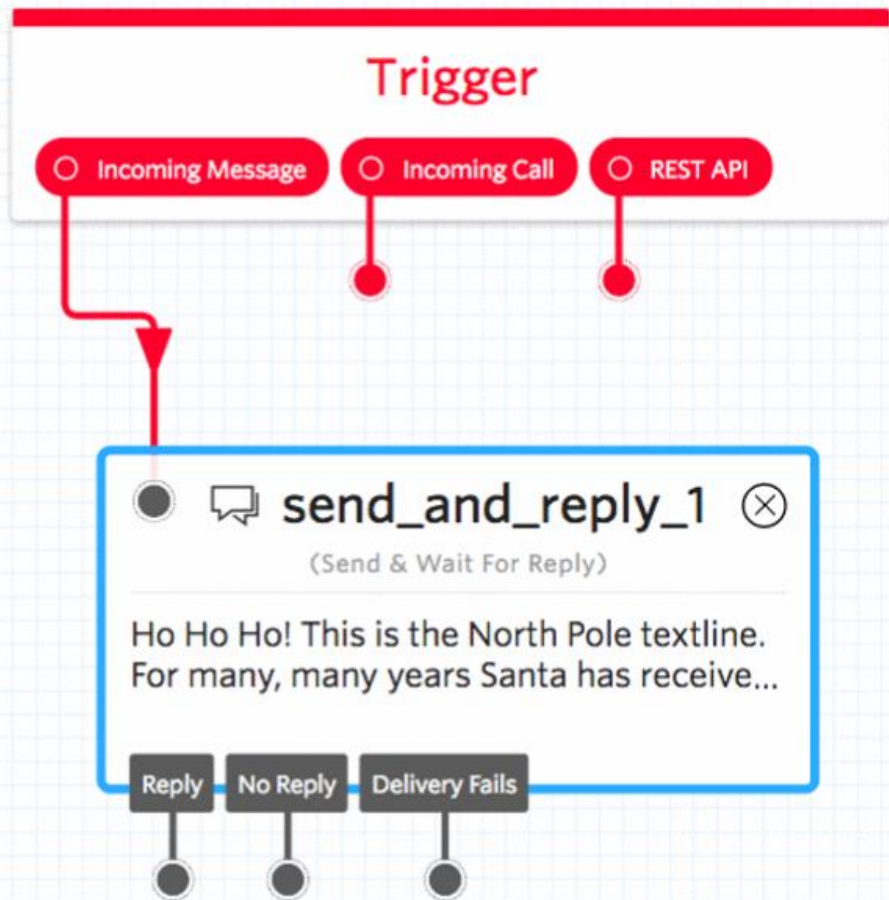 Trigger
Incoming Message
Incoming Call
REST API
send_and_reply_1
(Send & Wait For Reply)
Ho Ho Ho! This is the North Pole textline.
For many, many years Santa has receive...
Reply
No Reply
Delivery Fails